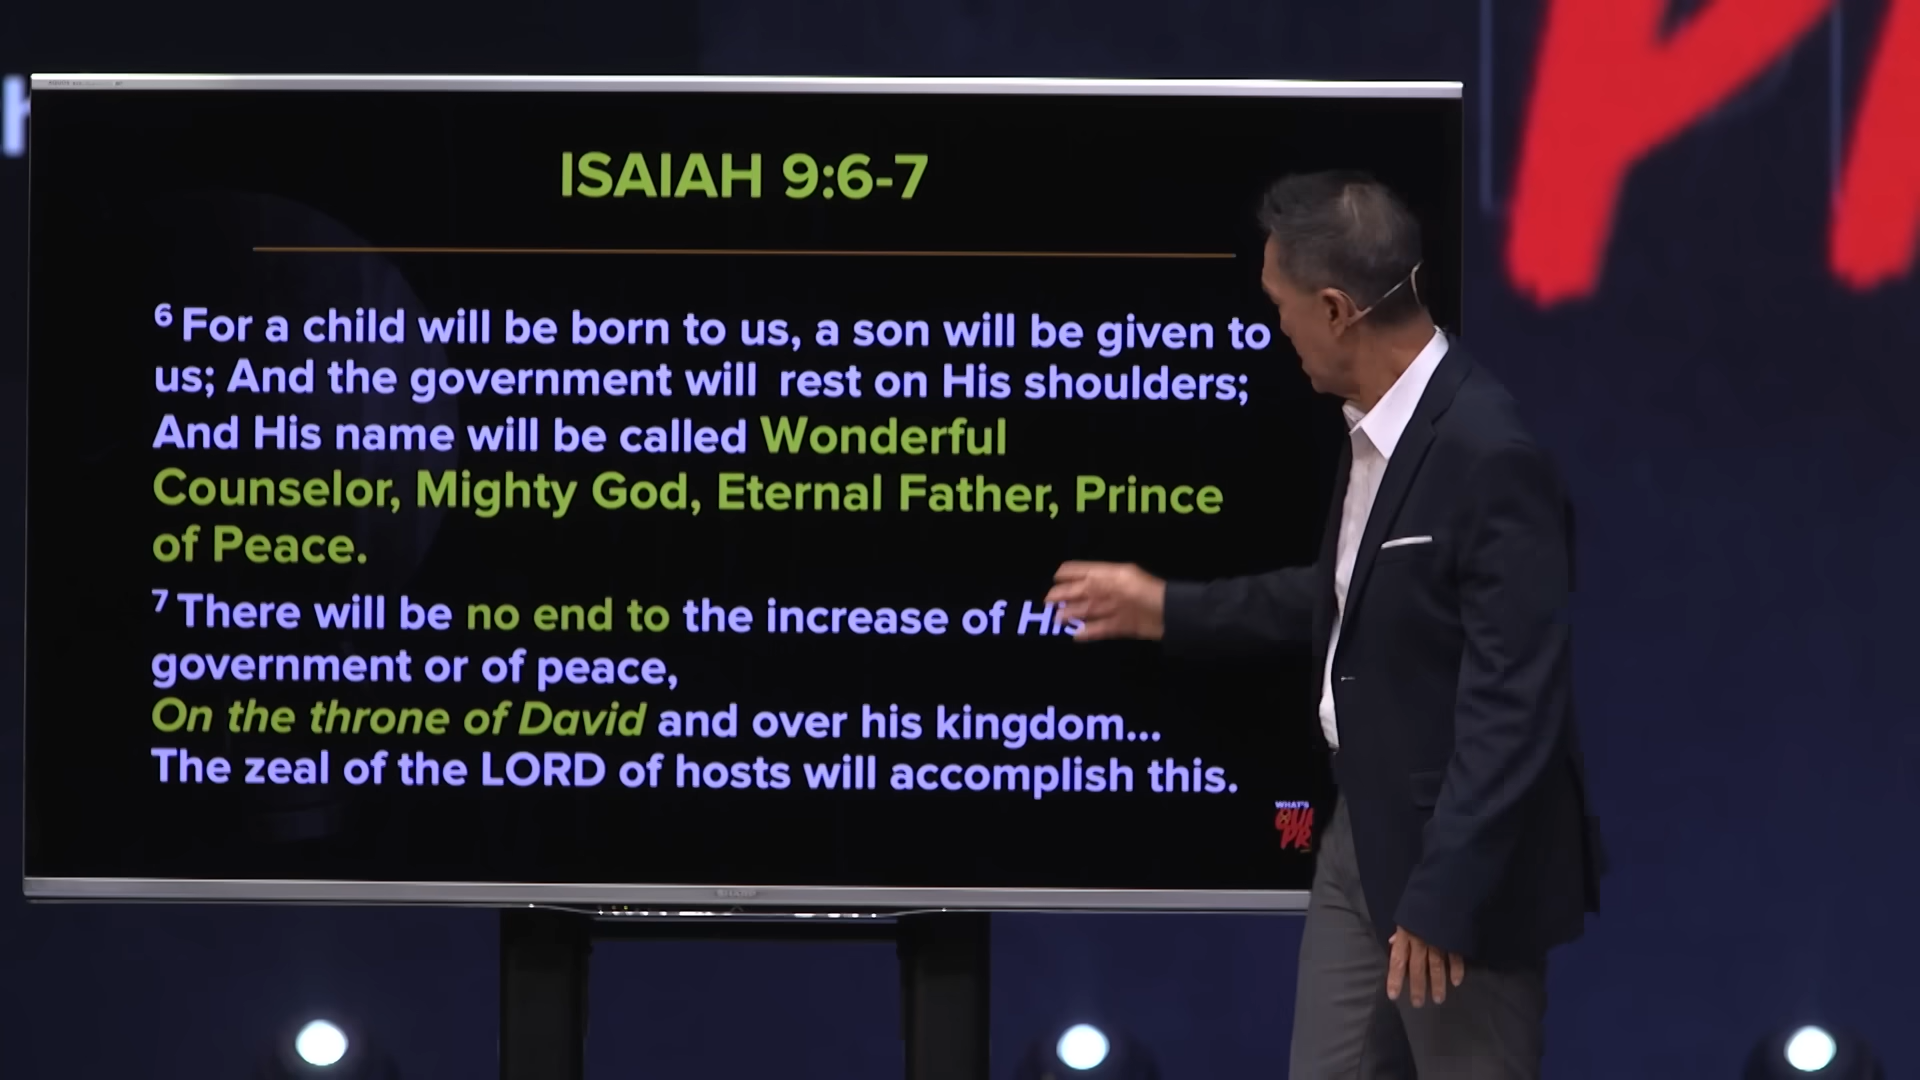 ISAIAH 9:6-7
6 For a child will be born to us, a son will be given to
us; And the government will rest on His shoulders;
And His name will be called Wonderful
Counselor, Mighty God, Eternal Father, Prince
of Peace.
7 There will be no end to the increase of His
government or of peace,
On the throne of David and over his kingdom...
The zeal of the LORD of hosts will accomplish this.
WHAT'S
SHARP